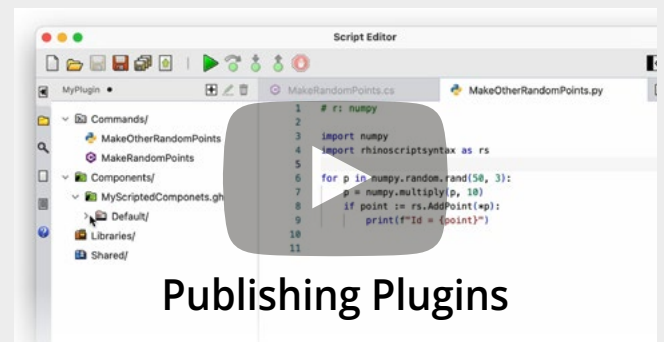 Script Editor
MyPlugin
MakeRandomPoints.cs
MakeOtherRandomPoints.py
Commands/
MakeOtherRandomPoints
MakeRandomPoints
Components/
MyScriptedComponets.gh
Default/
Libraries/
Shared/
1 # r: numpy
2
3 import numpy
4 import rhinoscriptsyntax as rs
5
6 for p in numpy.random.rand(50, 3):
7 p = numpy.multiply(p, 10)
8 if point := rs.AddPoint(*p):
9 print(f"Id = {point}")
10
11
Publishing Plugins